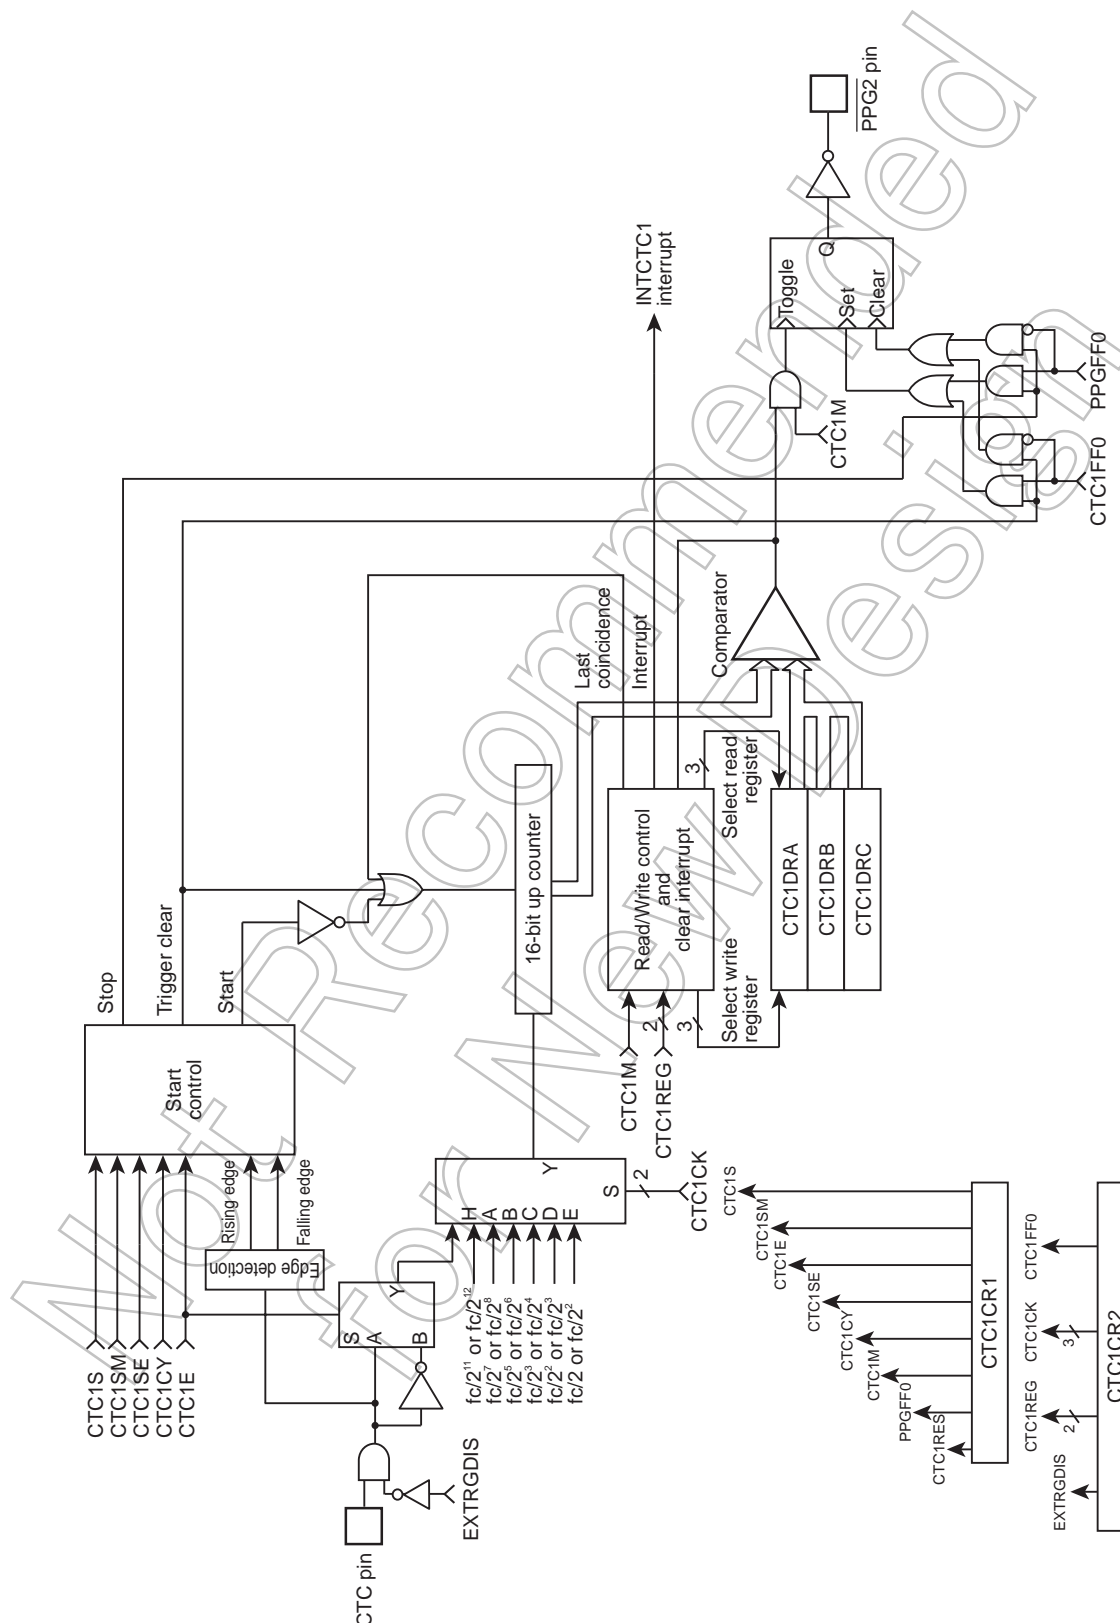 CTC pin
EXTRGDIS
CTC1S
CTC1SM
CTC1SE
CTC1CY
CTC1E
Edge detection
Rising edge
Falling edge
S
A
B
Y
Start
control
Stop
Trigger clear
Start
fc/2¹¹ or fc/2¹²
fc/2⁷ or fc/2⁸
fc/2⁵ or fc/2⁶
fc/2³ or fc/2⁴
fc/2² or fc/2³
fc/2 or fc/2²
H
A
B
C
D
E
Y
S
2
CTC1CK
16-bit up counter
CTC1M
CTC1REG
2
3
Read/Write control
and
clear interrupt
Select write
register
Select read
register
3
CTC1DRA
CTC1DRB
CTC1DRC
Last
coincidence
Interrupt
Comparator
INTCTC1
interrupt
CTC1M
CTC1FF0
PPGFF0
Toggle
Set
Clear
Q
PPG2 pin
CTC1RES
PPGFF0
CTC1M
CTC1CY
CTC1SE
CTC1E
CTC1SM
CTC1S
CTC1CR1
EXTRGDIS
CTC1REG
2
CTC1CK
3
CTC1FF0
CTC1CR2
Not Recommended
for New Design